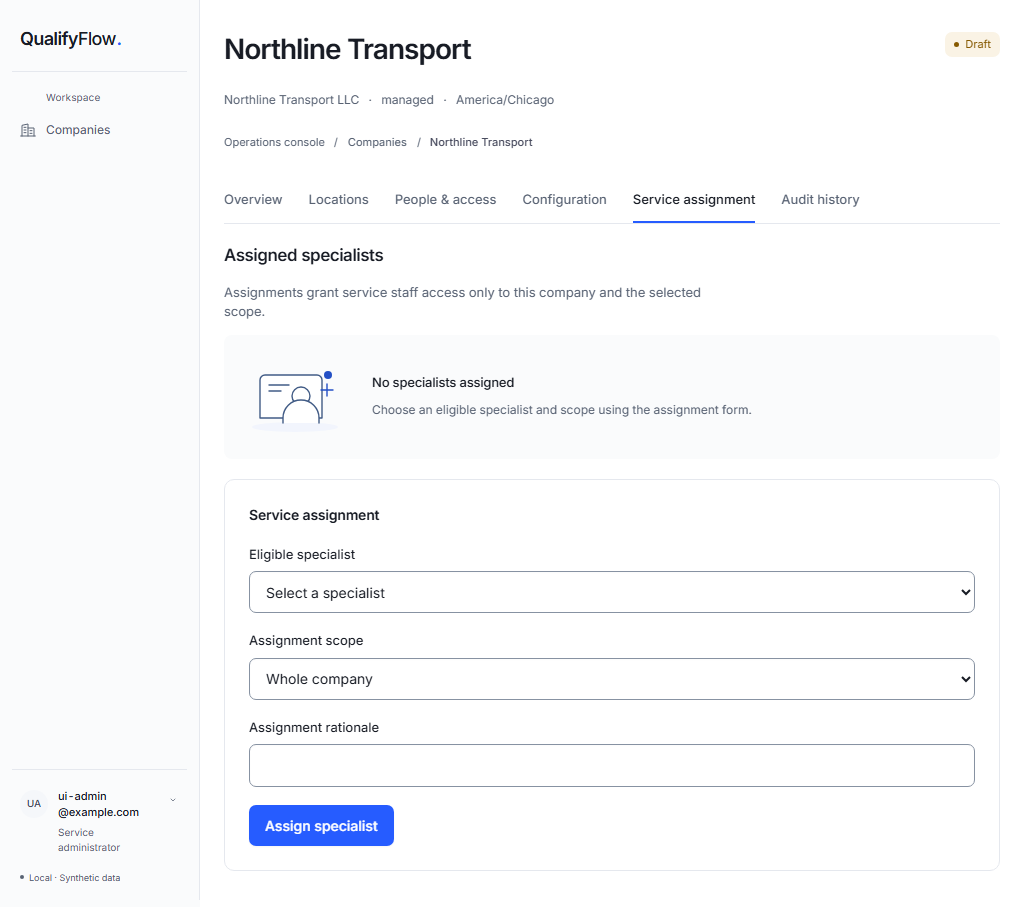 QualifyFlow.
Workspace
Companies
ui-admin
@example.com
Service
administrator
UA
Local · Synthetic data
Northline Transport
Draft
Northline Transport LLC · managed · America/Chicago
Operations console / Companies / Northline Transport
Overview Locations People & access Configuration Service assignment Audit history
Assigned specialists
Assignments grant service staff access only to this company and the selected
scope.
No specialists assigned
Choose an eligible specialist and scope using the assignment form.
Service assignment
Eligible specialist
Select a specialist
Assignment scope
Whole company
Assignment rationale
Assign specialist